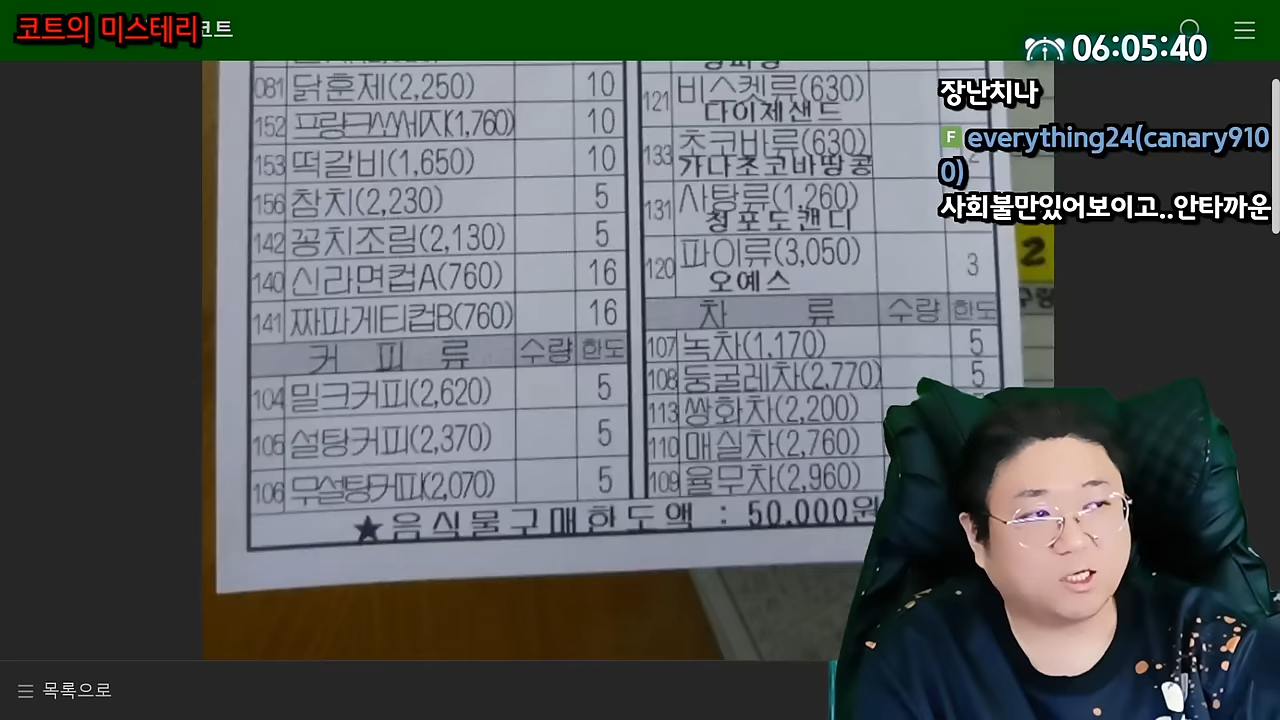 코트의 미스테리
코트
06:05:40
장난치나
F everything24(canary910
0)
사회불만있어보이고..안타까운
081 닭훈제(2,250) 10
152 프랑크쏘세지(1,760) 10
153 떡갈비(1,650) 10
156 참치(2,230) 5
142 꽁치조림(2,130) 5
140 신라면컵A(760) 16
141 짜파게티컵B(760) 16
커 피 류 수량 한도
104 밀크커피(2,620) 5
105 설탕커피(2,370) 5
106 무설탕커피(2,070) 5
121 비스켓류(630)
다이제샌드
133 초코바류(630) 2
가나초코바땅콩
131 사탕류(1,260)
청포도캔디
120 파이류(3,050) 3
오예스
차 류 수량 한도
107 녹차(1,170) 5
108 둥굴레차(2,770) 5
113 쌍화차(2,200)
110 매실차(2,760)
109 율무차(2,960)
★음식물구매한도액 : 50,000원
2
목록으로